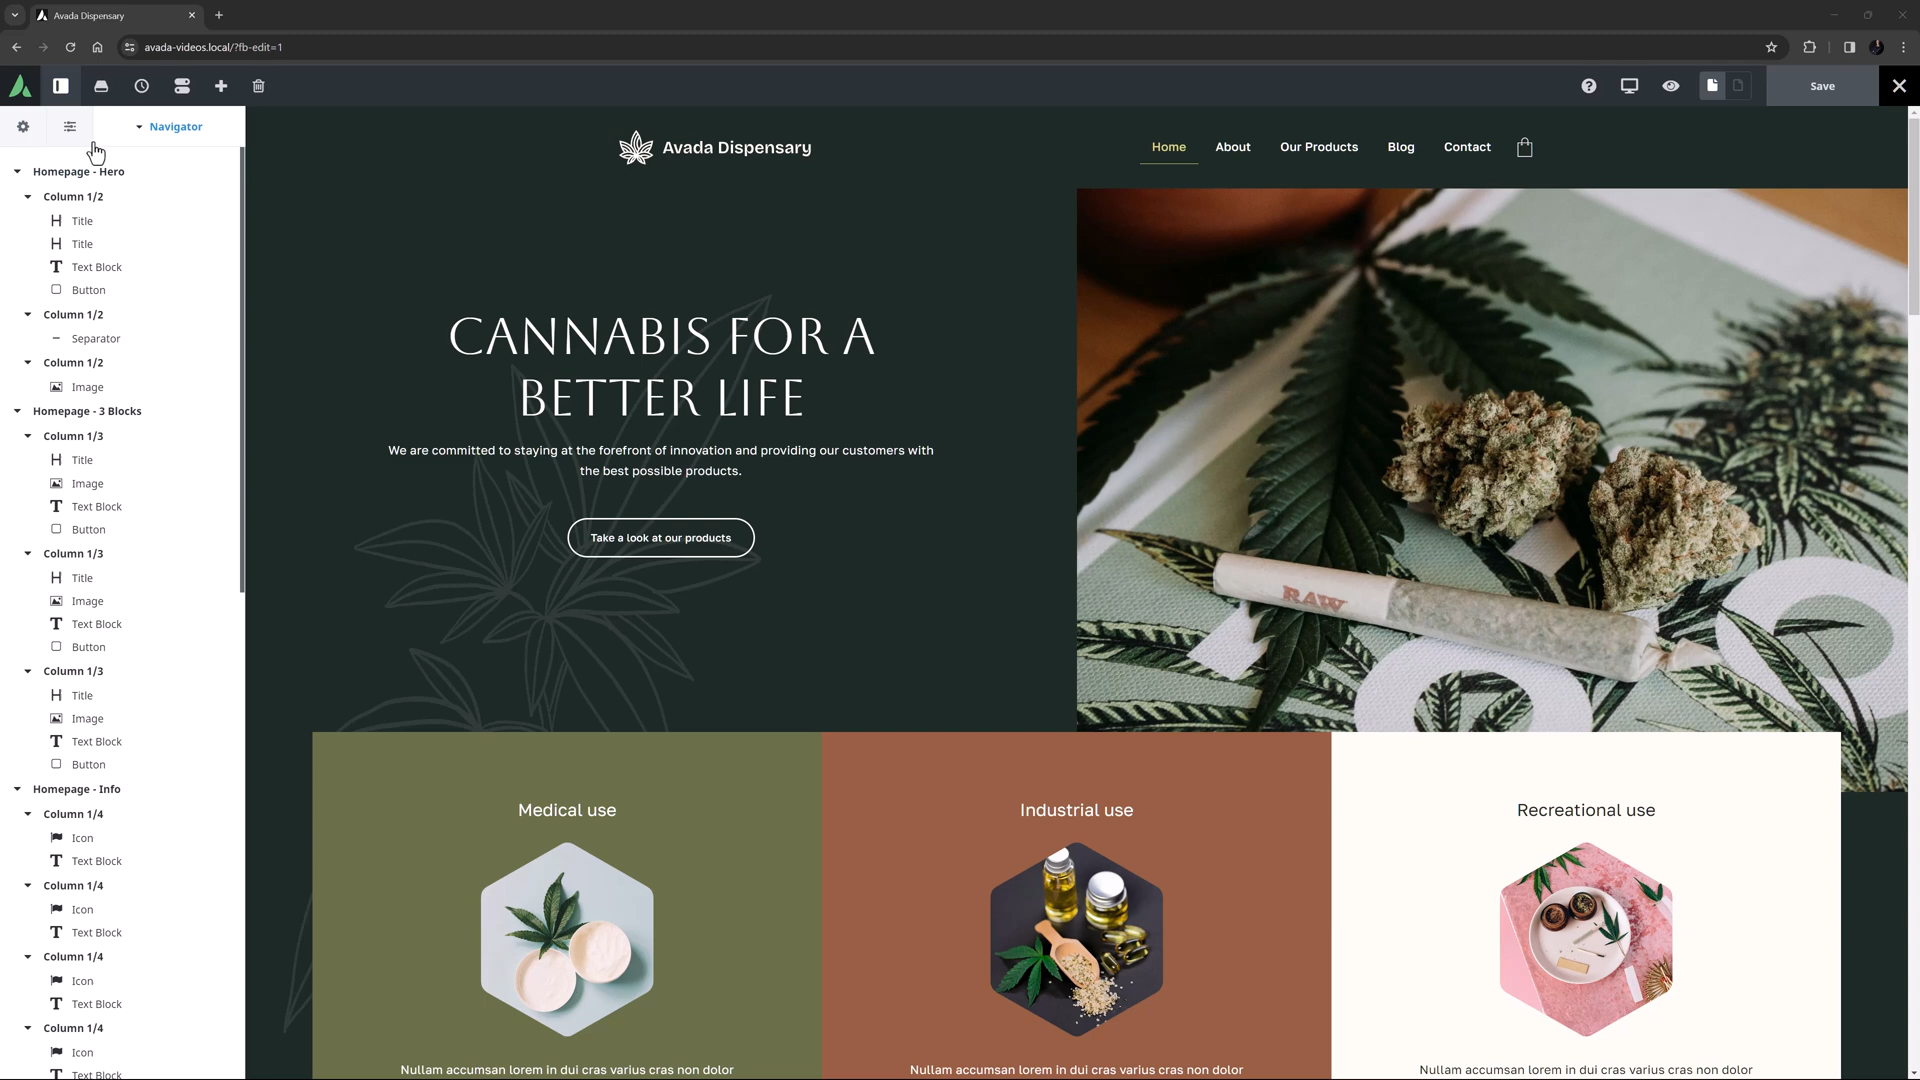 Avada Dispensary
avada-videos.local/?fb-edit=1
Save
Navigator
Homepage - Hero
Column 1/2
Title
Title
Text Block
Button
Column 1/2
Separator
Column 1/2
Image
Homepage - 3 Blocks
Column 1/3
Title
Image
Text Block
Button
Column 1/3
Title
Image
Text Block
Button
Column 1/3
Title
Image
Text Block
Button
Homepage - Info
Column 1/4
Icon
Text Block
Column 1/4
Icon
Text Block
Column 1/4
Icon
Text Block
Column 1/4
Icon
Text Block
Avada Dispensary
Home
About
Our Products
Blog
Contact
CANNABIS FOR A
BETTER LIFE
We are committed to staying at the forefront of innovation and providing our customers with
the best possible products.
Take a look at our products
RAW
Medical use
Industrial use
Recreational use
Nullam accumsan lorem in dui cras varius cras non dolor
Nullam accumsan lorem in dui cras varius cras non dolor
Nullam accumsan lorem in dui cras varius cras non dolor